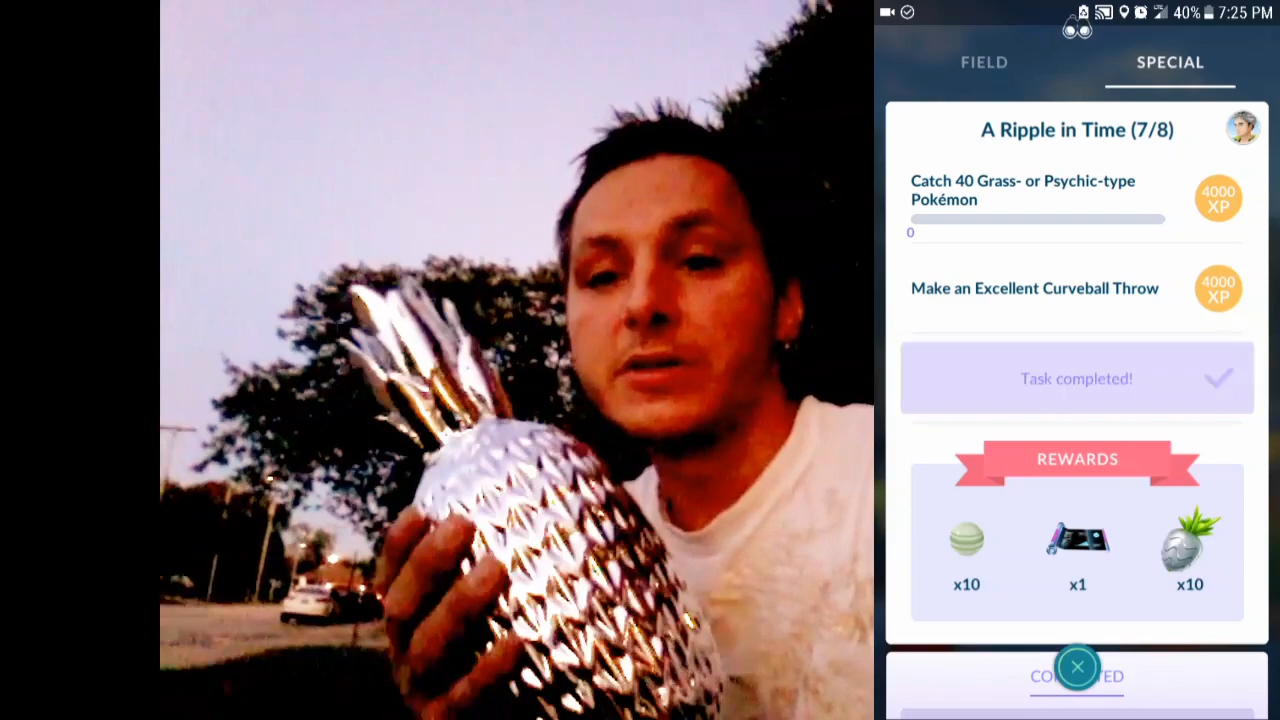 40% 7:25 PM
FIELD SPECIAL
A Ripple in Time (7/8)
Catch 40 Grass- or Psychic-type
Pokémon
4000
XP
0
Make an Excellent Curveball Throw
4000
XP
Task completed!
REWARDS
x10 x1 x10